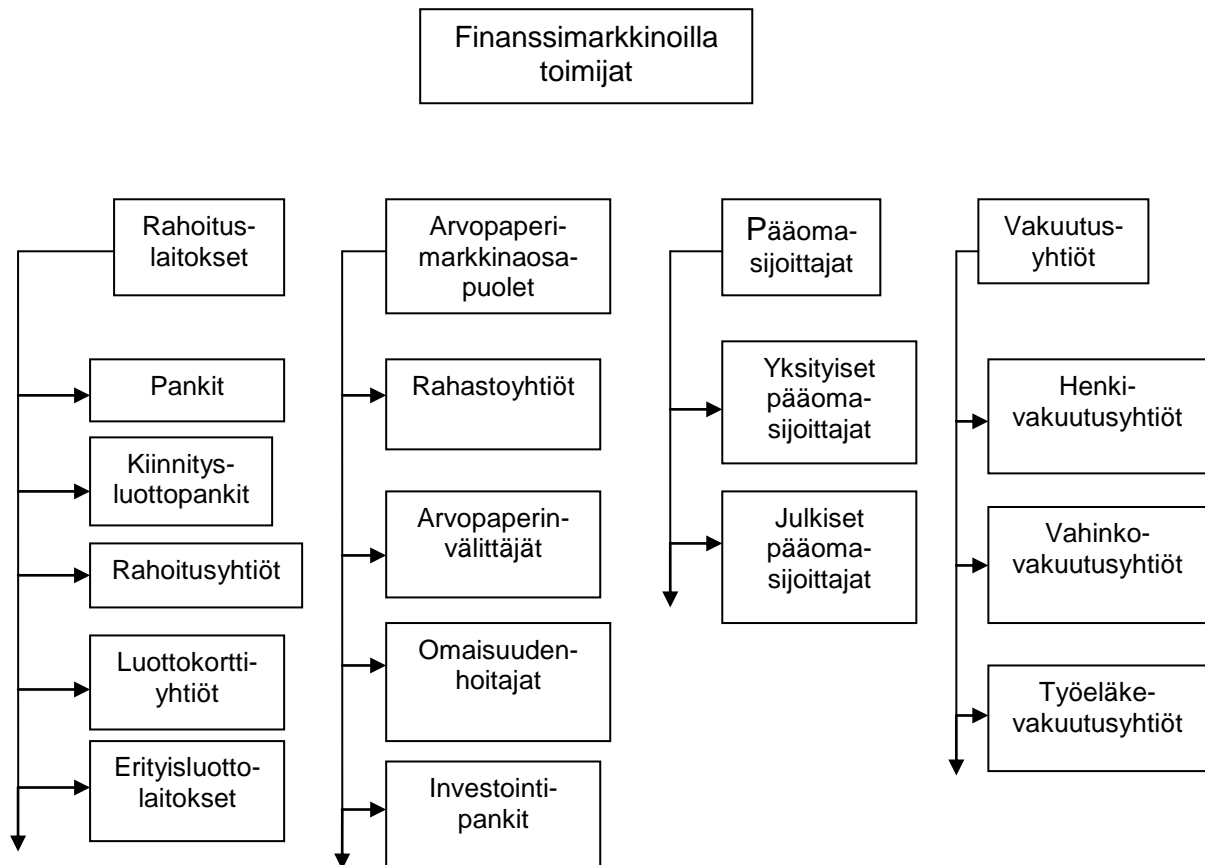 Finanssimarkkinoilla
toimijat
Rahoitus-
laitokset
Pankit
Kiinnitys-
luottopankit
Rahoitusyhtiöt
Luottokortti-
yhtiöt
Erityisluotto-
laitokset
Arvopaperi-
markkinaosa-
puolet
Rahastoyhtiöt
Arvopaperin-
välittäjät
Omaisuuden-
hoitajat
Investointi-
pankit
Pääoma-
sijoittajat
Yksityiset
pääoma-
sijoittajat
Julkiset
pääoma-
sijoittajat
Vakuutus-
yhtiöt
Henki-
vakuutusyhtiöt
Vahinko-
vakuutusyhtiöt
Työeläke-
vakuutusyhtiöt